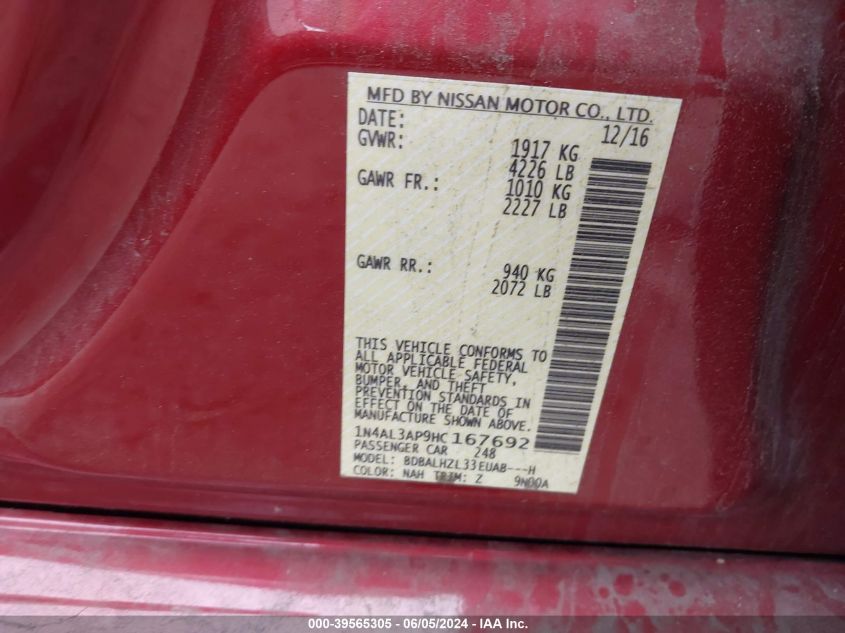 MFD BY NISSAN MOTOR CO., LTD.
DATE: 12/16
GVWR: 1917 KG
4226 LB
GAWR FR.: 1010 KG
2227 LB
GAWR RR.: 940 KG
2072 LB
THIS VEHICLE CONFORMS TO
ALL APPLICABLE FEDERAL
MOTOR VEHICLE SAFETY,
BUMPER, AND THEFT
PREVENTION STANDARDS IN
EFFECT ON THE DATE OF
MANUFACTURE SHOWN ABOVE.
1N4AL3AP9HC167692
PASSENGER CAR 248
MODEL: BDBALHZL33EUAB---H
COLOR: NAH TRIM: Z 9N00A
000-39565305 - 06/05/2024 - IAA Inc.